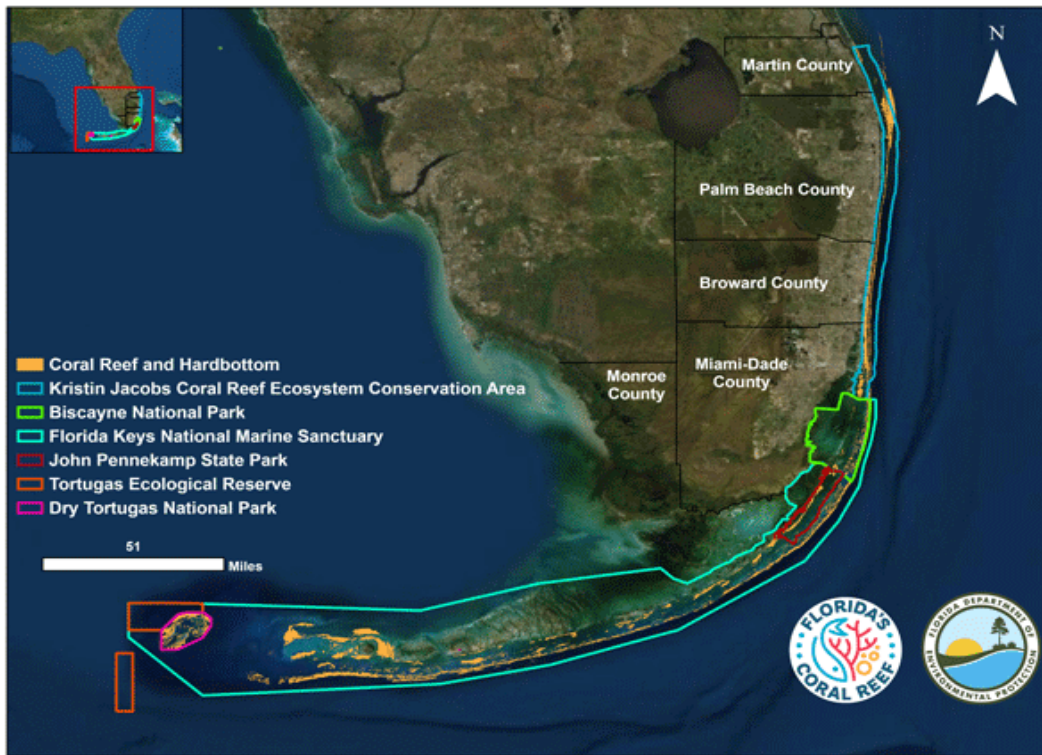 N
Martin County
Palm Beach County
Broward County
Miami-Dade
County
Monroe
County
Coral Reef and Hardbottom
Kristin Jacobs Coral Reef Ecosystem Conservation Area
Biscayne National Park
Florida Keys National Marine Sanctuary
John Pennekamp State Park
Tortugas Ecological Reserve
Dry Tortugas National Park
51
Miles
FLORIDA'S
CORAL REEF
FLORIDA DEPARTMENT OF
ENVIRONMENTAL PROTECTION